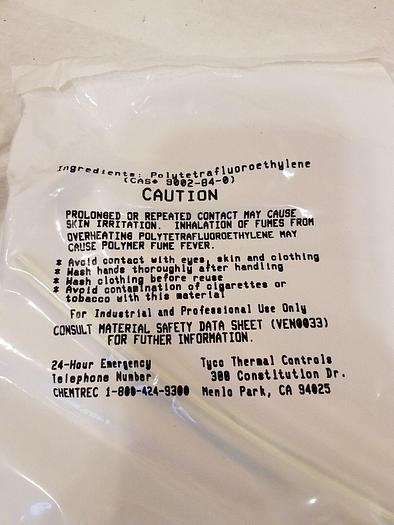 Ingredients: Polytetrafluoroethylene
(CAS# 9002-84-0)
CAUTION
PROLONGED OR REPEATED CONTACT MAY CAUSE
SKIN IRRITATION. INHALATION OF FUMES FROM
OVERHEATING POLYTETRAFLUOROETHYLENE MAY
CAUSE POLYMER FUME FEVER.
* Avoid contact with eyes, skin and clothing
* Wash hands thoroughly after handling
* Wash clothing before reuse
* Avoid contamination of cigarettes or
tobacco with this material
For Industrial and Professional Use Only
CONSULT MATERIAL SAFETY DATA SHEET (VEN0033)
FOR FUTHER INFORMATION.
24-Hour Emergency Tyco Thermal Controls
Telephone Number 300 Constitution Dr.
CHEMTREC 1-800-424-9300 Menlo Park, CA 94025